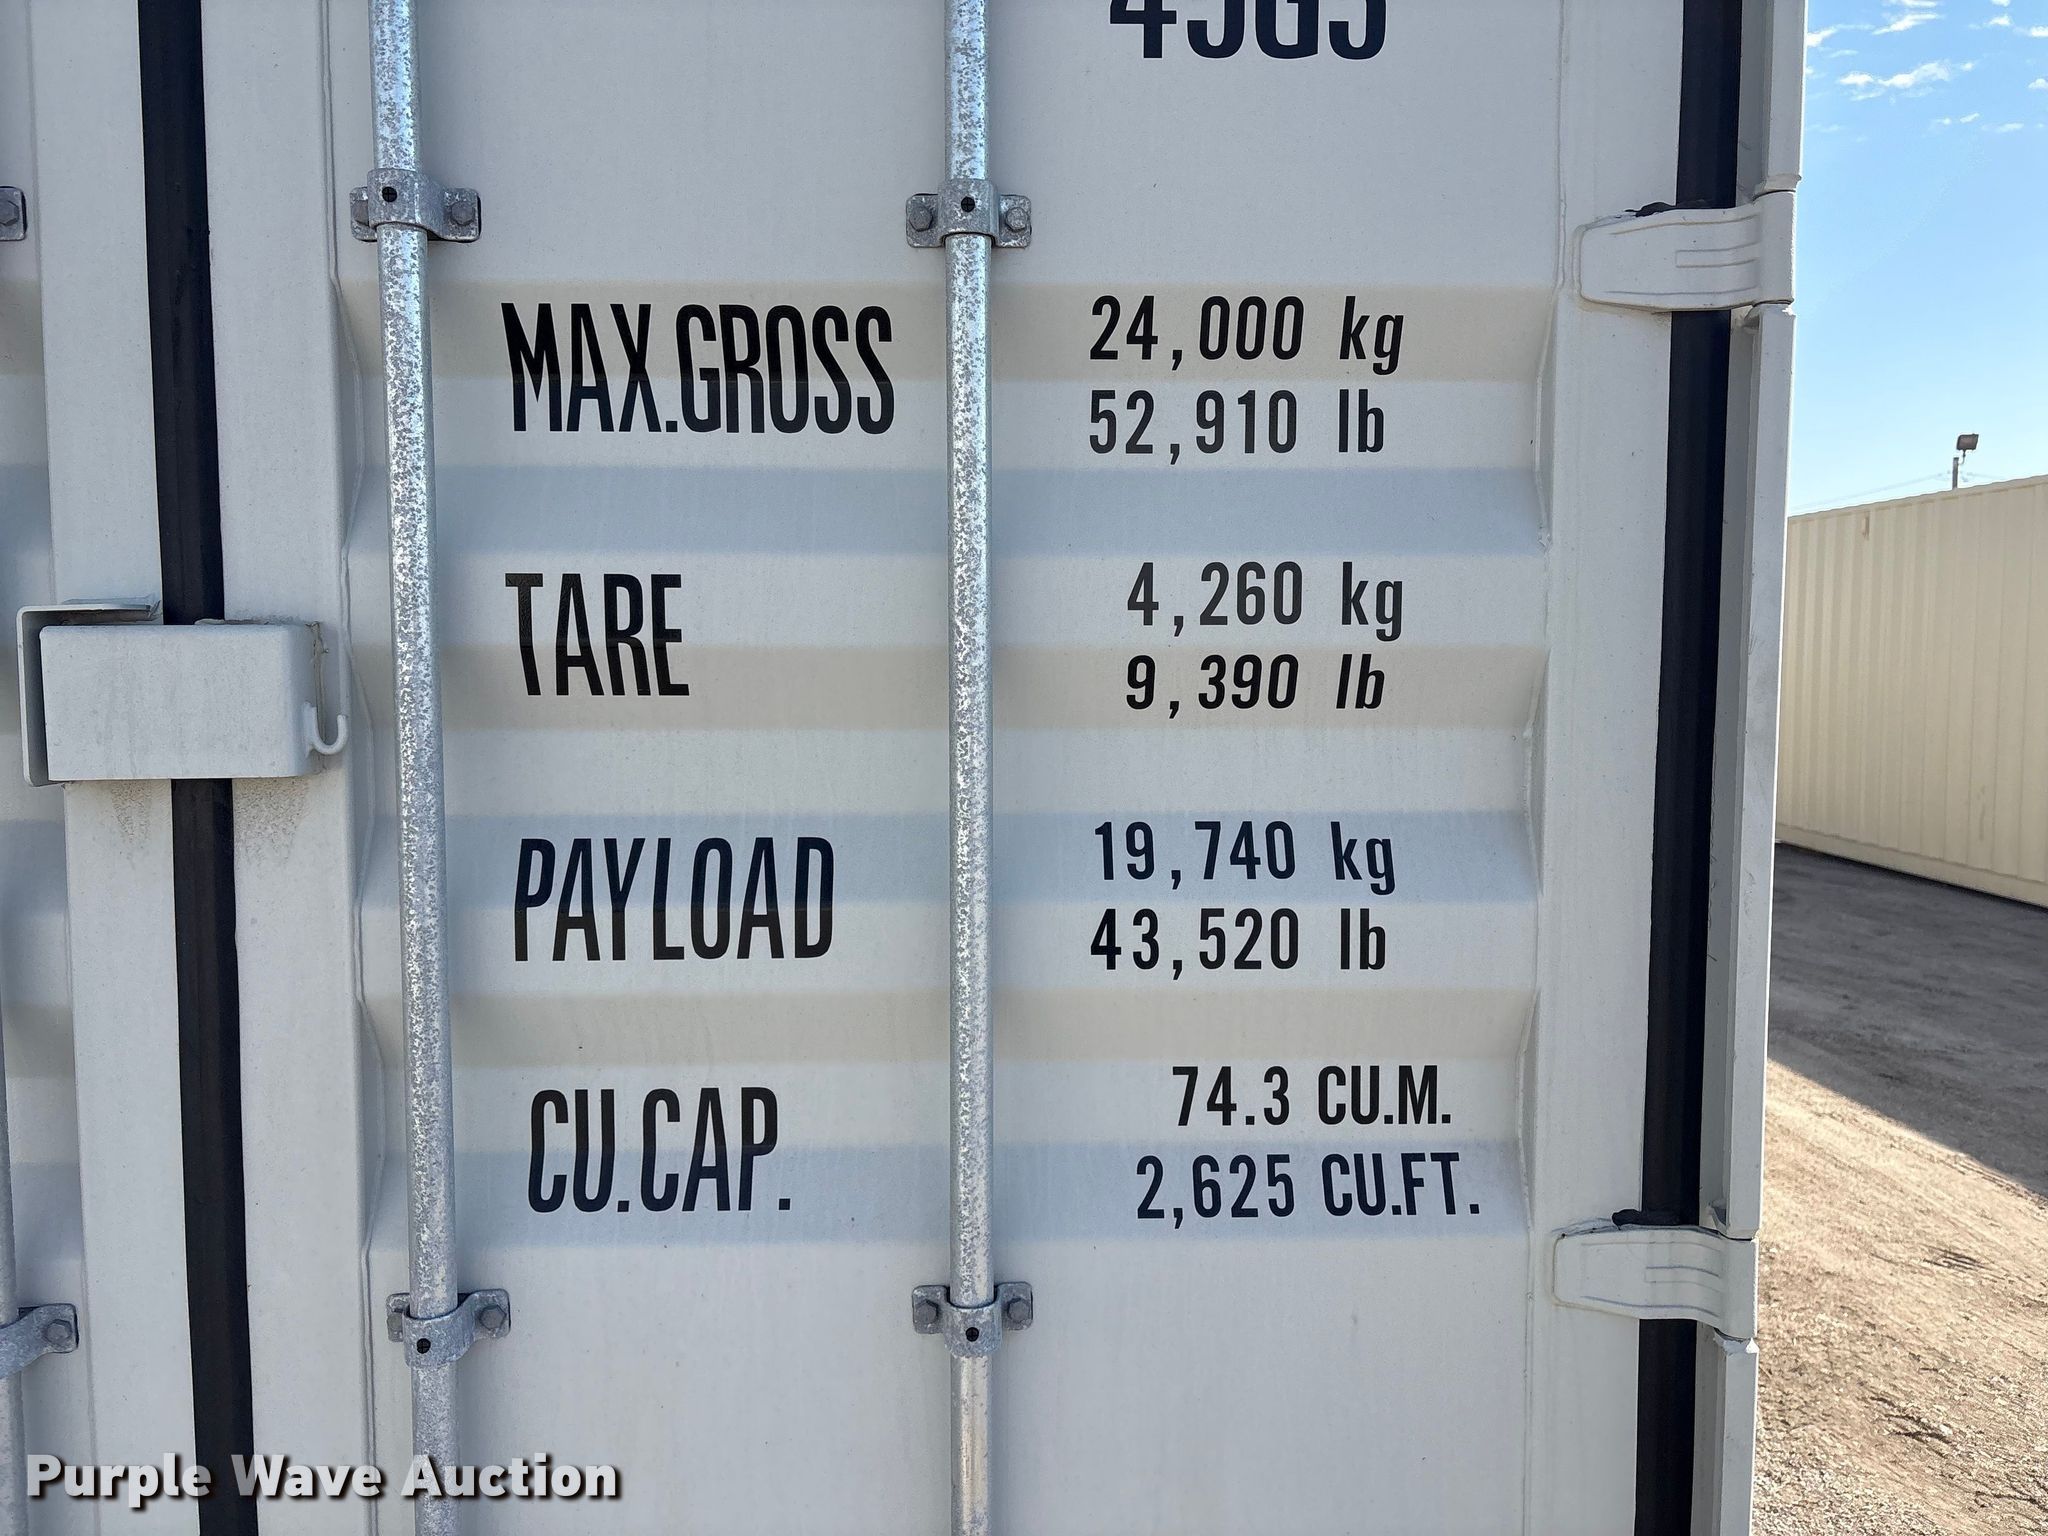 45G5
MAX.GROSS 24,000 kg
52,910 lb
TARE 4,260 kg
9,390 lb
PAYLOAD 19,740 kg
43,520 lb
CU.CAP. 74.3 CU.M.
2,625 CU.FT.
Purple Wave Auction